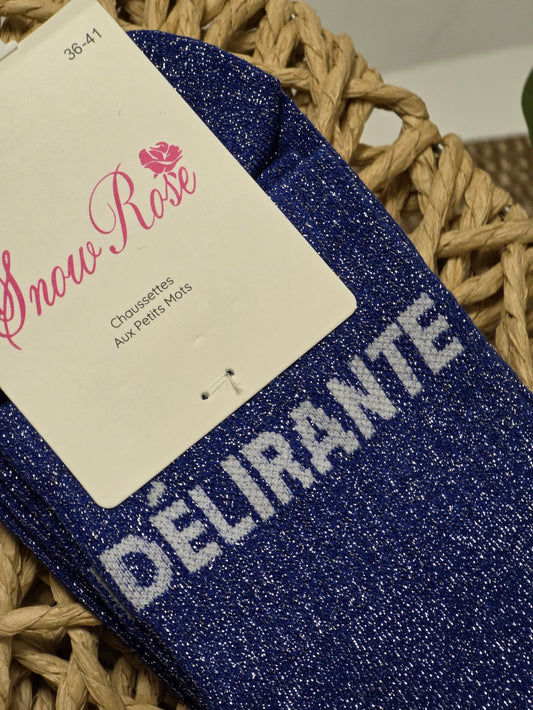 36-41
Snow Rose
Chaussettes
Aux Petits Mots
DÉLIRANTE